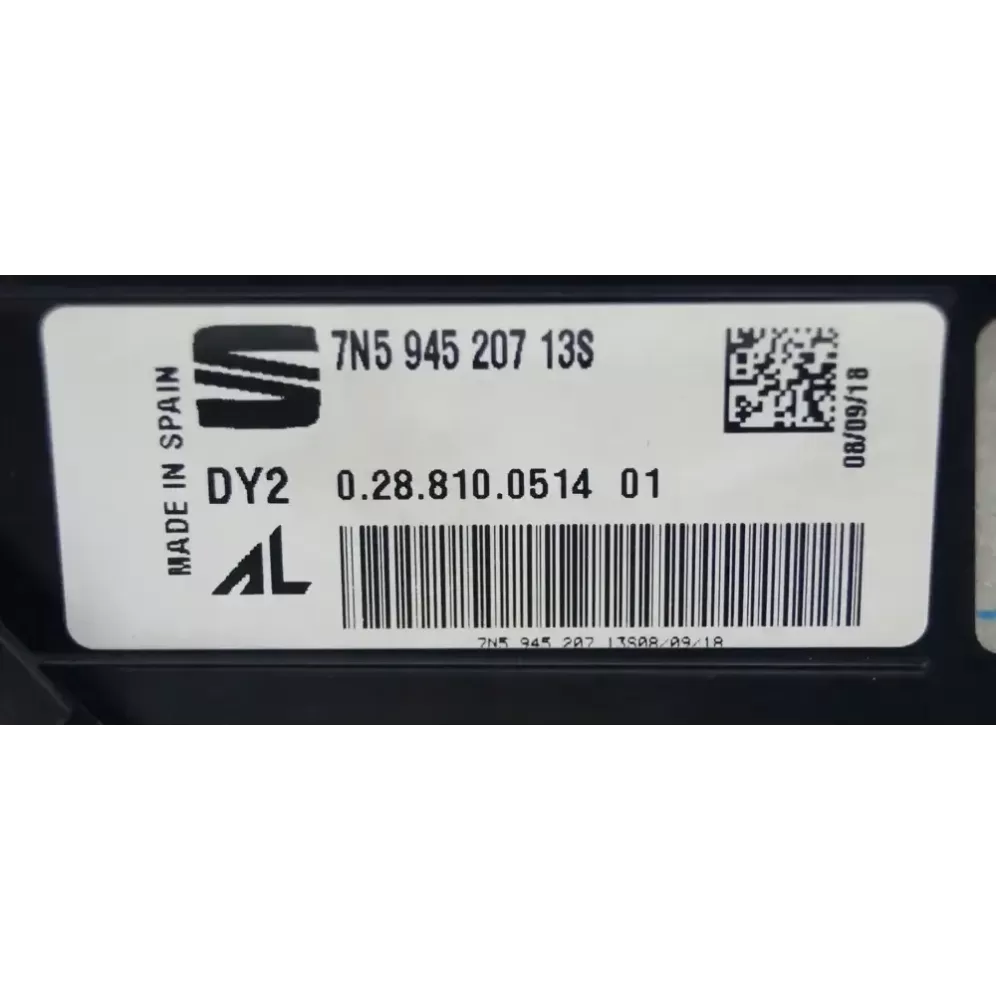 MADE IN SPAIN
7N5 945 207 13S
08/09/18
DY2 0.28.810.0514 01
AL
7N5 945 207 13S08/09/18